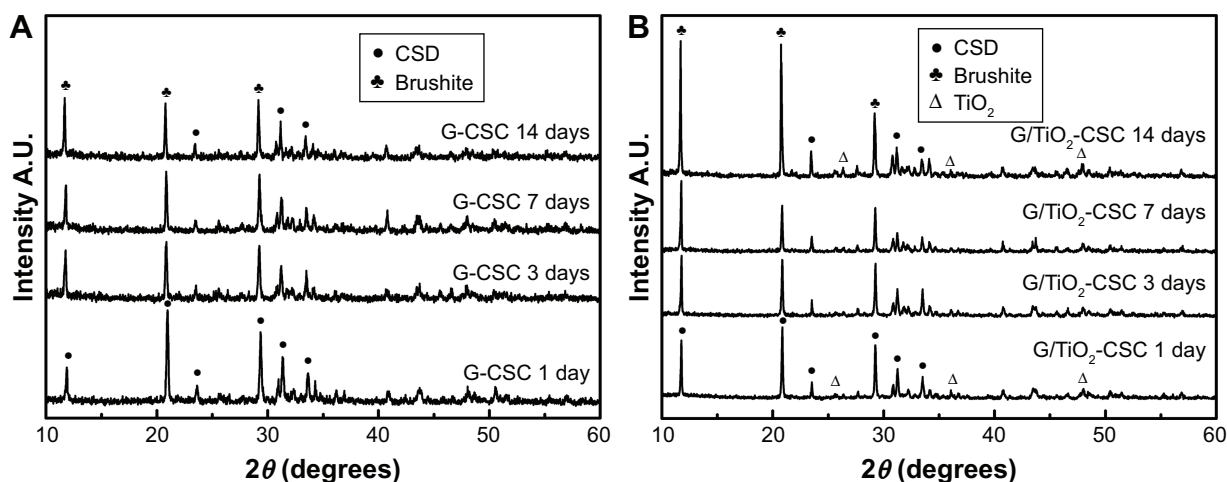 A
● CSD
♣ Brushite
G-CSC 14 days
G-CSC 7 days
G-CSC 3 days
G-CSC 1 day
Intensity A.U.
10 20 30 40 50 60
2θ (degrees)
B
● CSD
♣ Brushite
Δ TiO₂
G/TiO₂-CSC 14 days
G/TiO₂-CSC 7 days
G/TiO₂-CSC 3 days
G/TiO₂-CSC 1 day
Intensity A.U.
10 20 30 40 50 60
2θ (degrees)